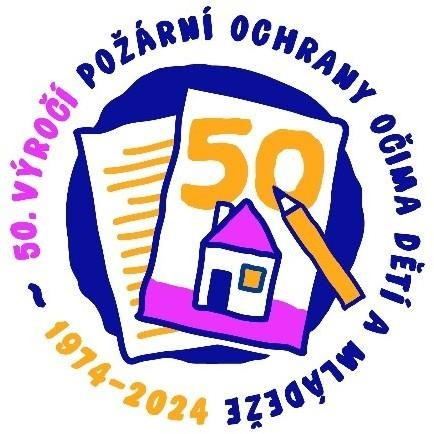 50. VÝROČÍ POŽÁRNÍ OCHRANY OČIMA DĚTÍ A MLÁDEŽE
~ 1974-2024
50